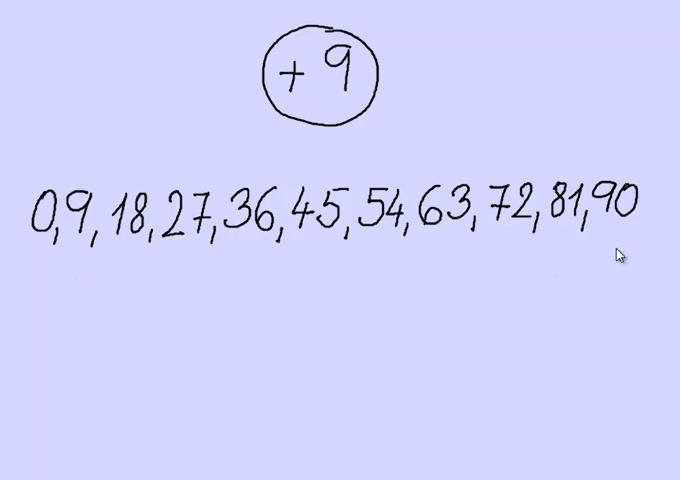 + 9
0, 9, 18, 27, 36, 45, 54, 63, 72, 81, 90